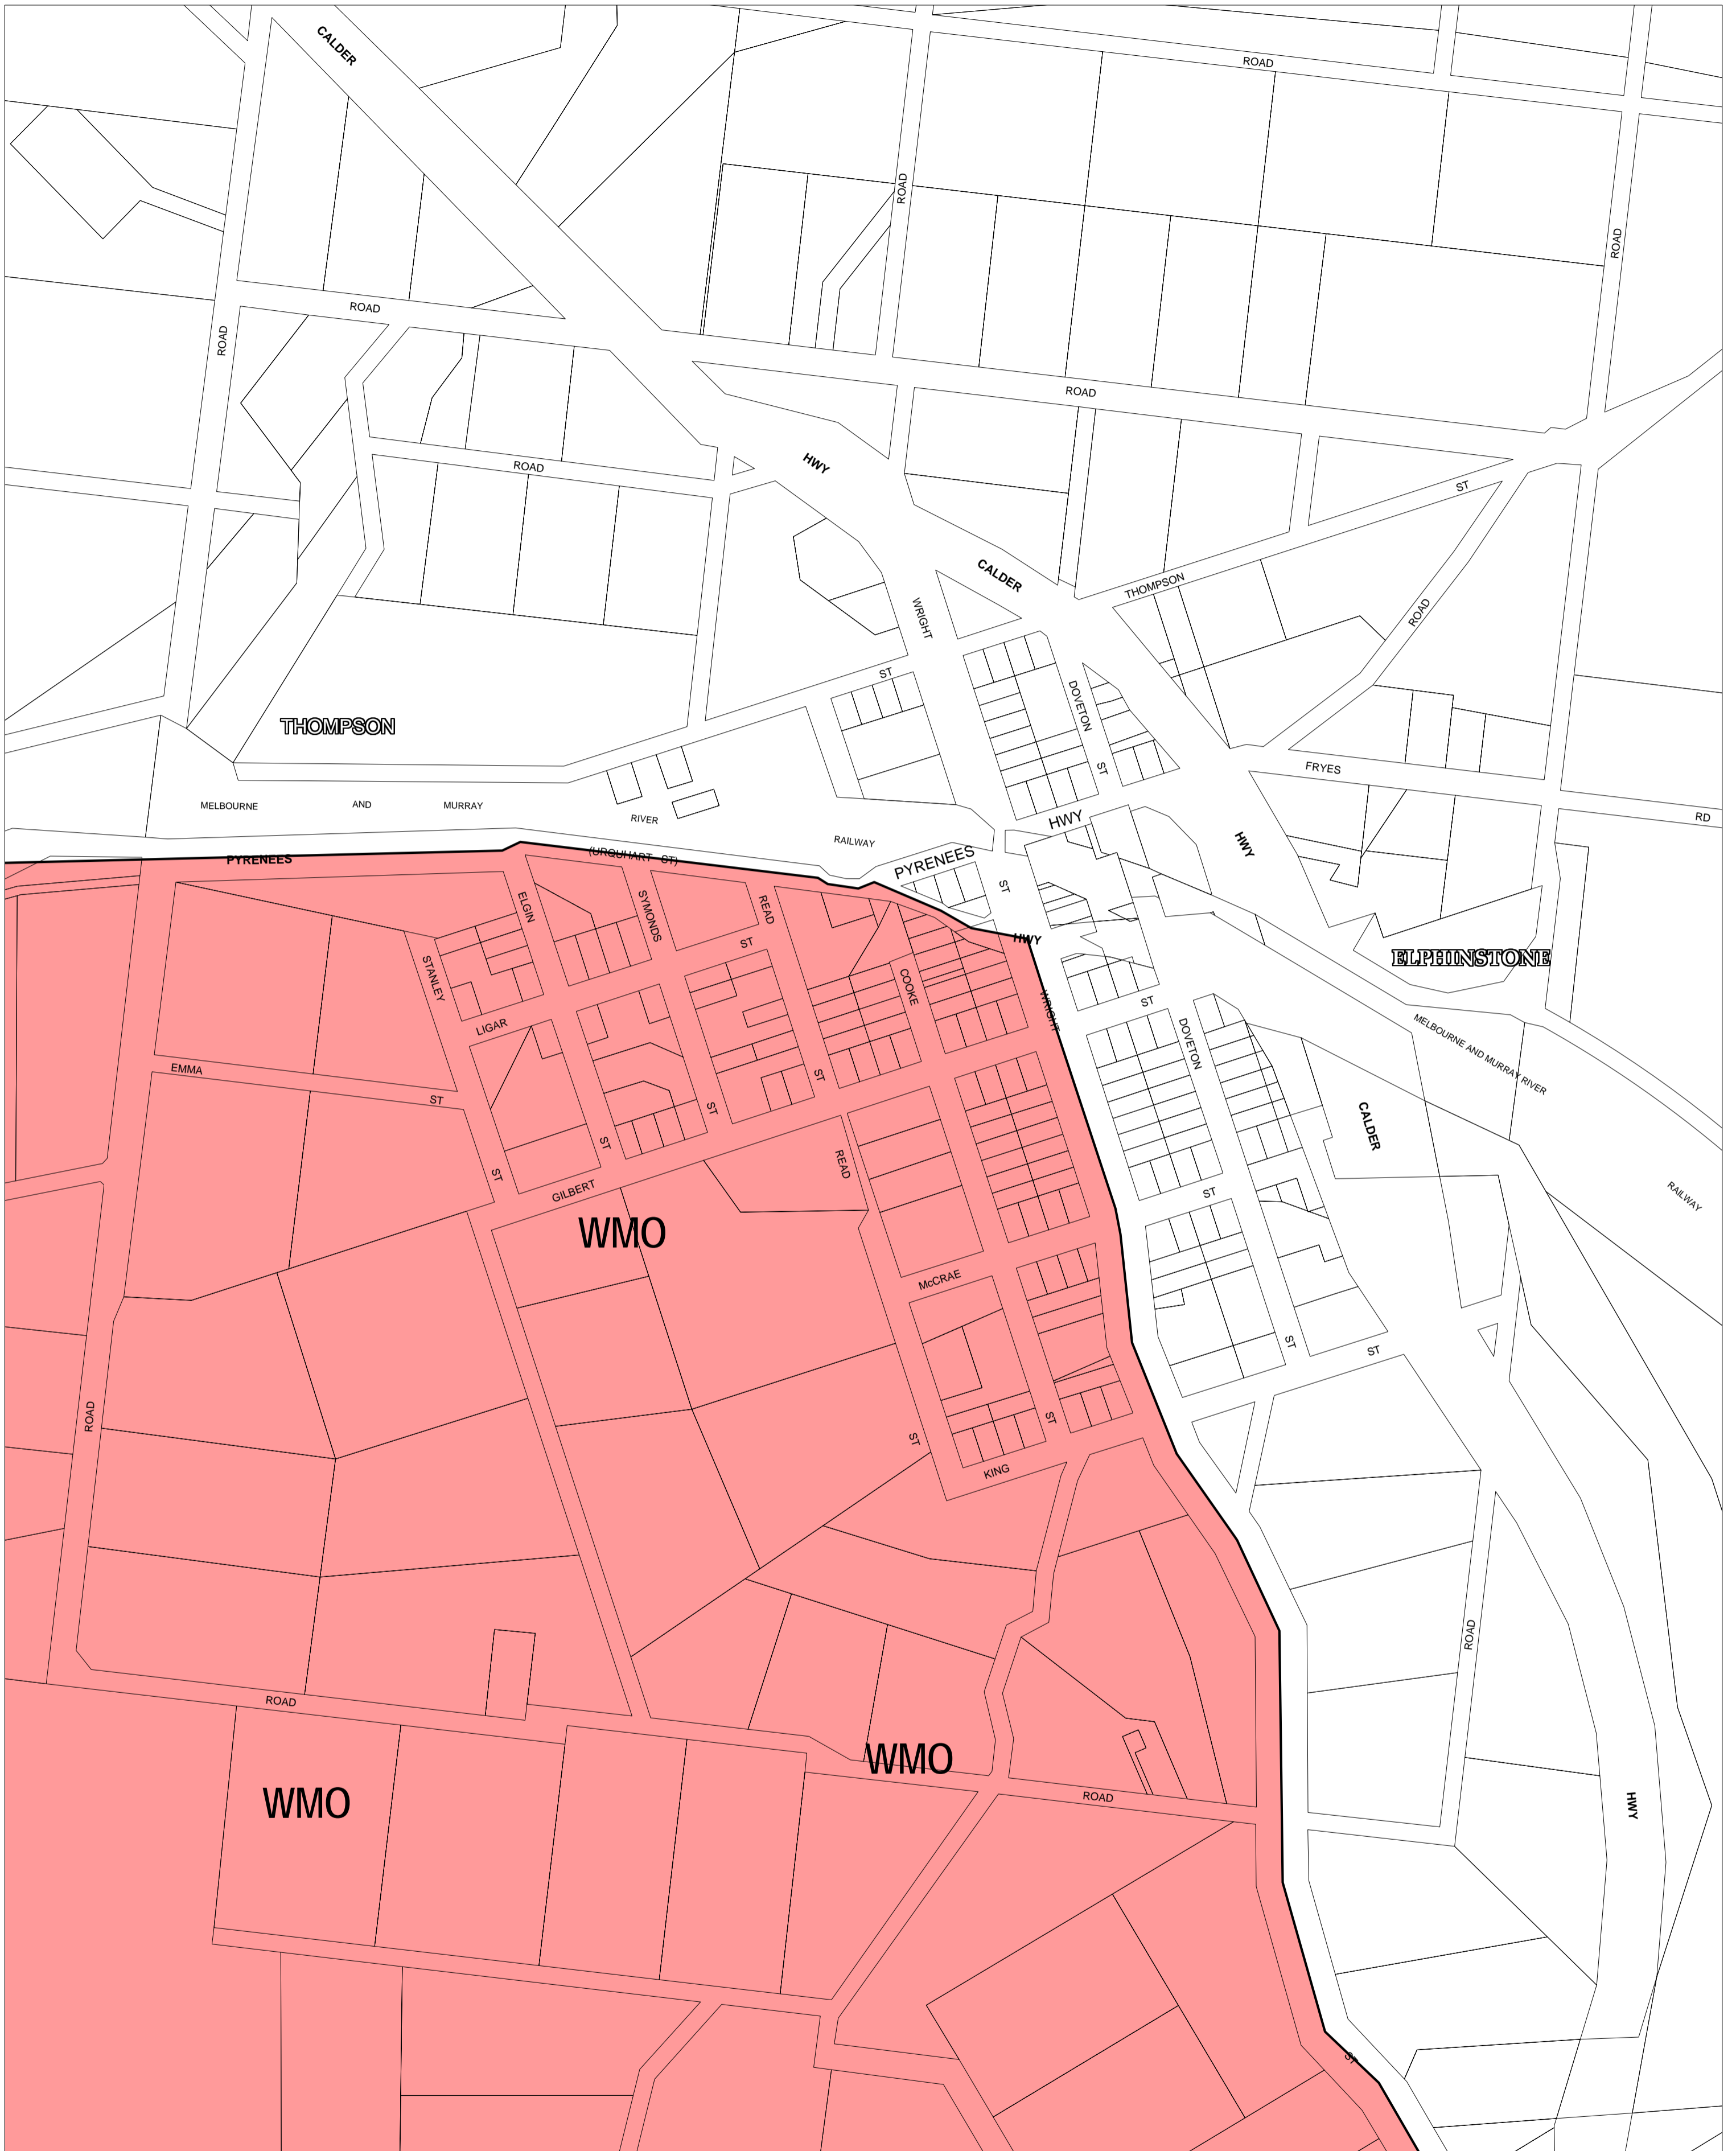 CALDER
ROAD
ROAD
ROAD
ROAD
ROAD
ROAD
HWY
ROAD
ROAD
ST
CALDER
THOMPSON
WRIGHT
ROAD
ST
DOVETON
THOMPSON
ST
FRYES
MELBOURNE AND MURRAY
RIVER
RAILWAY
HWY
HWY
RD
PYRENEES
(URQUHART ST)
PYRENEES
ST
ELGIN
SYMONDS
READ
ST
HWY
ELPHINSTONE
STANLEY
COOKE
WRIGHT
ST
LIGAR
DOVETON
MELBOURNE AND MURRAY RIVER
EMMA
ST
ST
ST
ST
CALDER
ST
READ
GILBERT
ST
RAILWAY
WMO
McCRAE
ST
ST
ROAD
ST
ST
KING
ROAD
ROAD
WMO
WMO
ROAD
HWY
ST